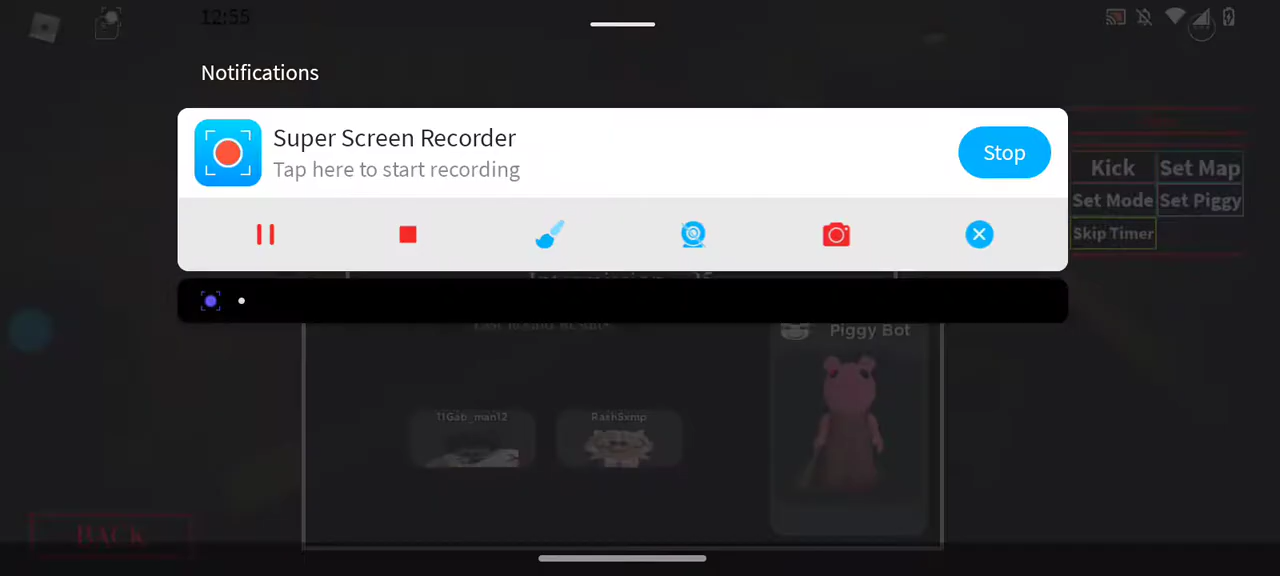 12:55
Notifications
Super Screen Recorder
Tap here to start recording
Stop
Kick
Set Map
Set Mode
Set Piggy
Skip Timer
Piggy Bot
T1Gab_man12
RashSxmp
BACK